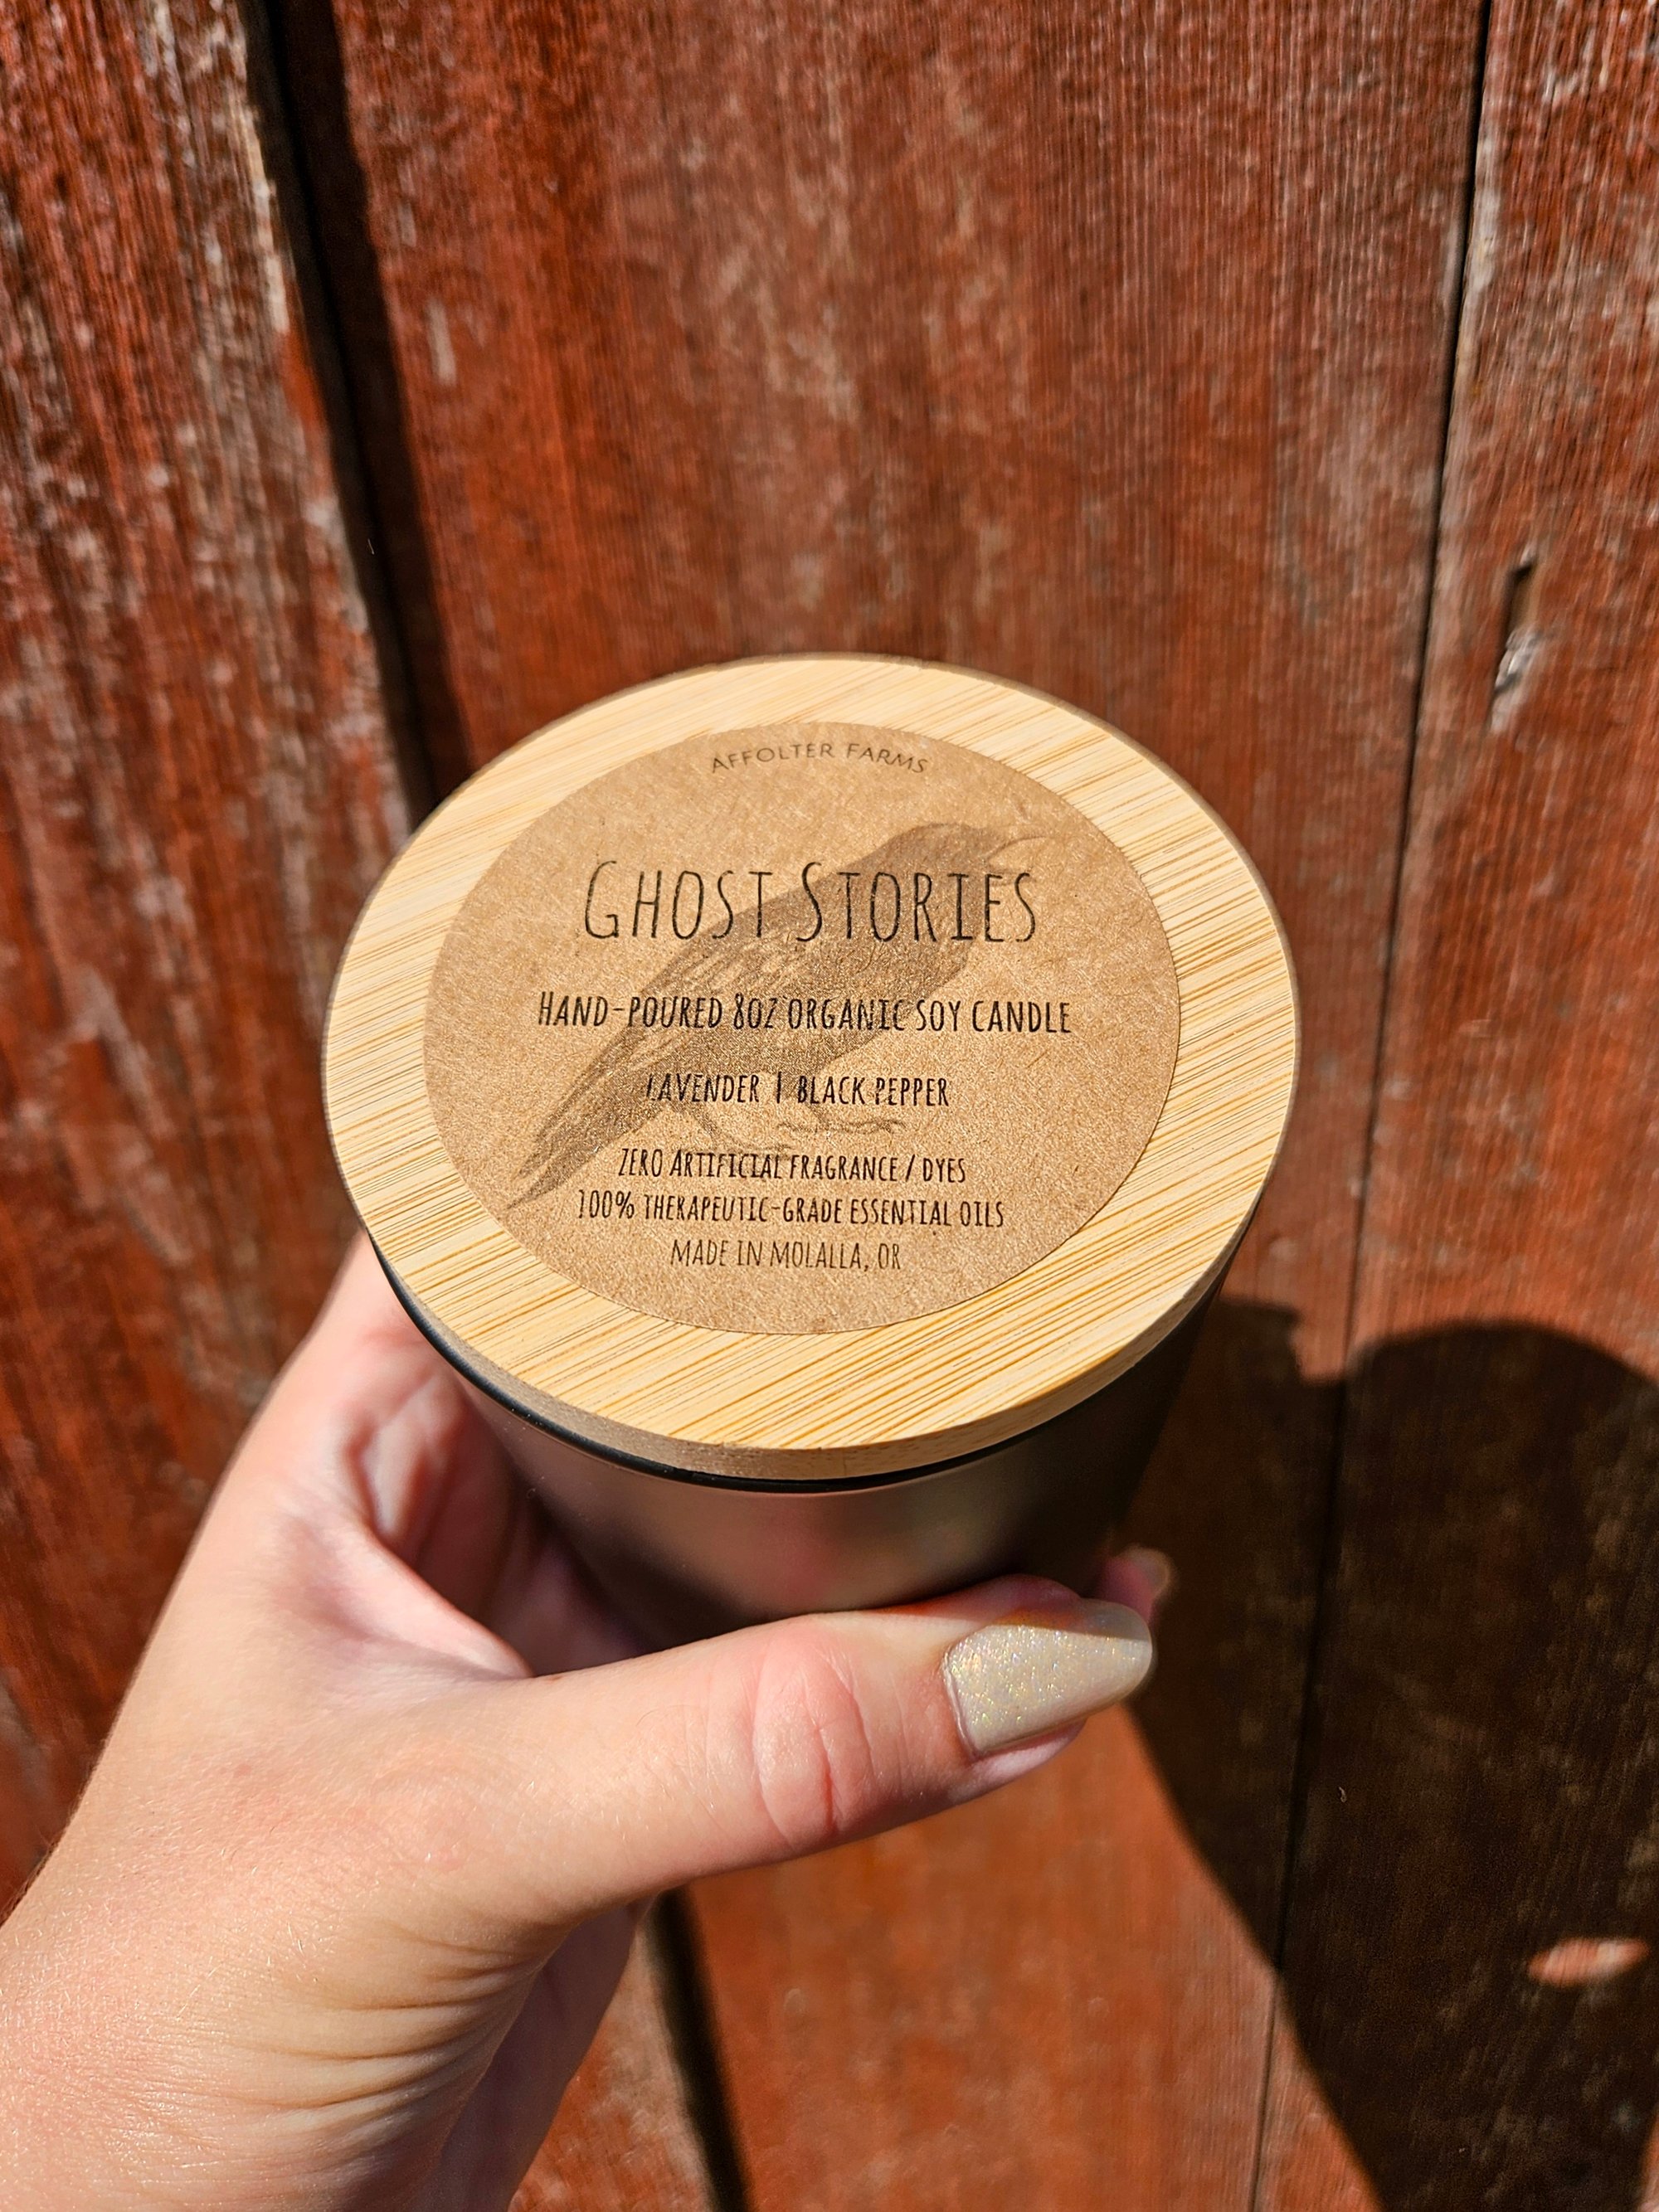 AFFOLTER FARMS
GHOST STORIES
HAND-POURED 8OZ ORGANIC SOY CANDLE
LAVENDER | BLACK PEPPER
ZERO ARTIFICIAL FRAGRANCE / DYES
100% THERAPEUTIC-GRADE ESSENTIAL OILS
MADE IN MOLALLA, OR